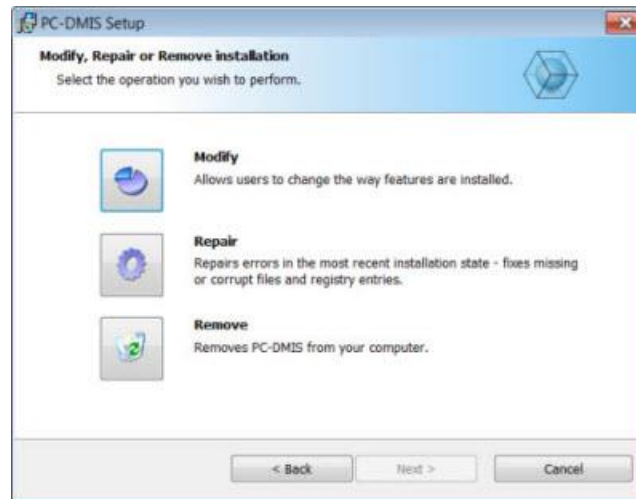 PC-DMIS Setup
Modify, Repair or Remove installation
Select the operation you wish to perform.
Modify
Allows users to change the way features are installed.
Repair
Repairs errors in the most recent installation state - fixes missing
or corrupt files and registry entries.
Remove
Removes PC-DMIS from your computer.
< Back
Next >
Cancel